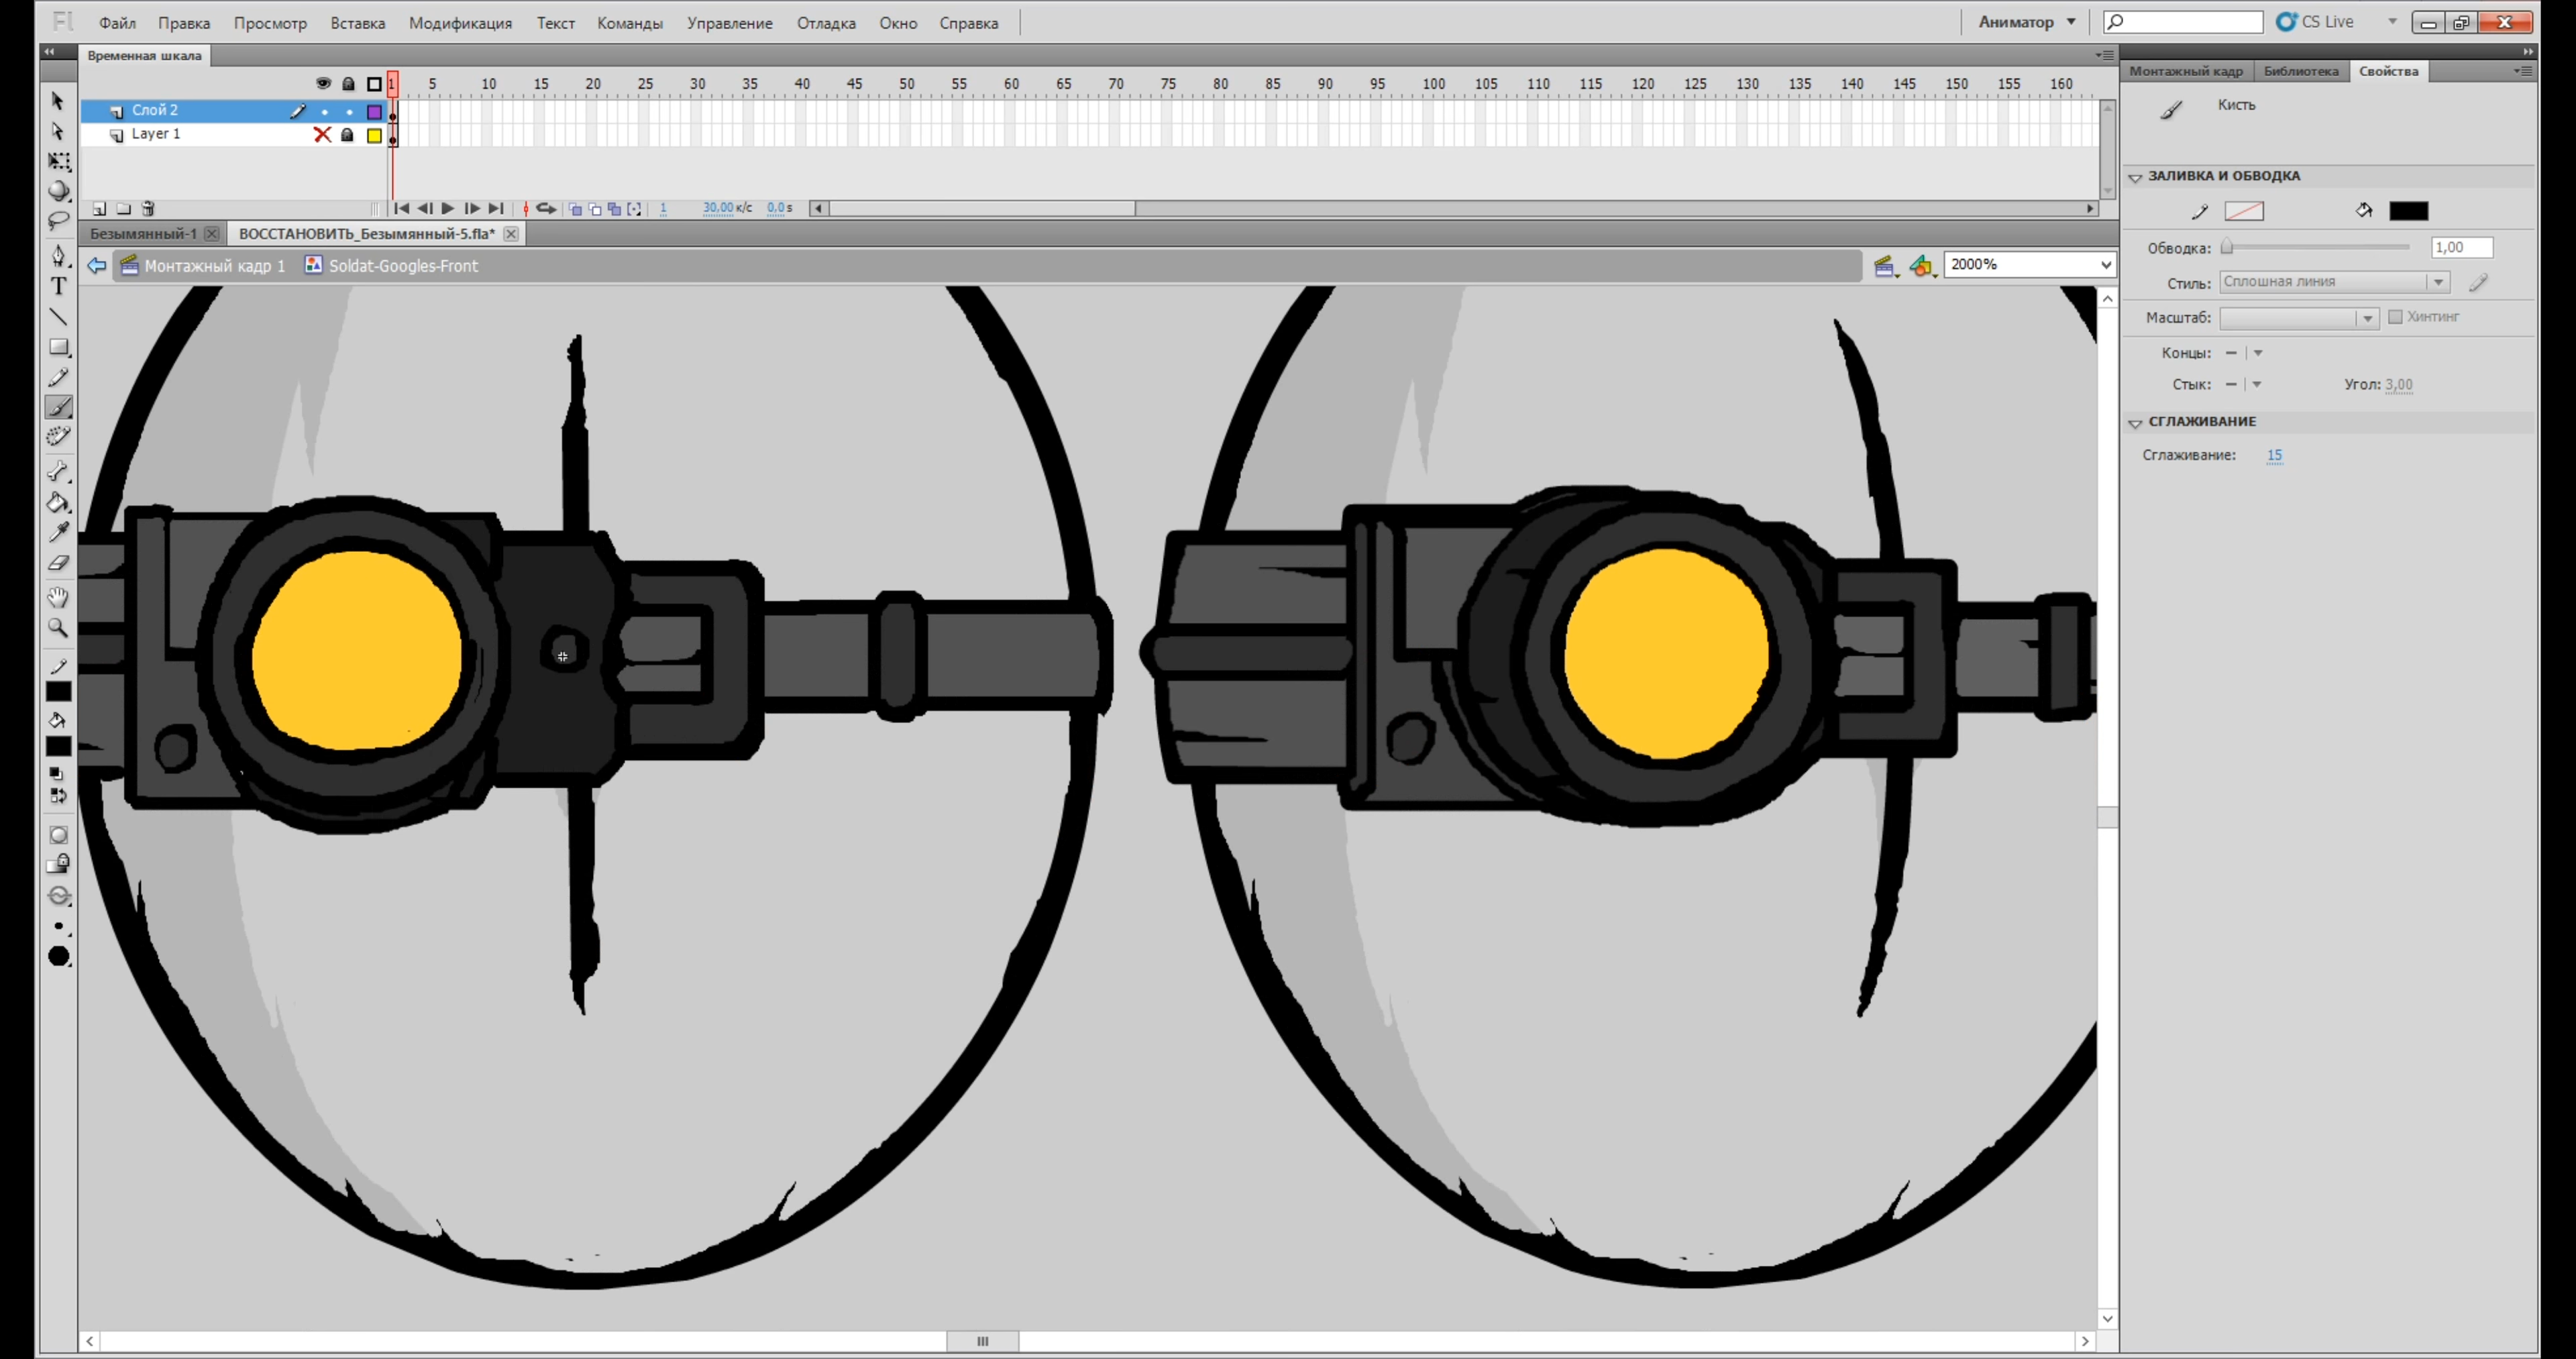 Fl Файл Правка Просмотр Вставка Модификация Текст Команды Управление Отладка Окно Справка Аниматор CS Live
Временная шкала
1 5 10 15 20 25 30 35 40 45 50 55 60 65 70 75 80 85 90 95 100 105 110 115 120 125 130 135 140 145 150 155 160
Слой 2
Layer 1
1 30,00 к/с 0,0 s
Безымянный-1 ВОССТАНОВИТЬ_Безымянный-5.fla*
Монтажный кадр 1 Soldat-Googles-Front 2000%
T
Монтажный кадр Библиотека Свойства
Кисть
ЗАЛИВКА И ОБВОДКА
Обводка: 1,00
Стиль: Сплошная линия
Масштаб: Хинтинг
Концы:
Стык: Угол: 3,00
СГЛАЖИВАНИЕ
Сглаживание: 15